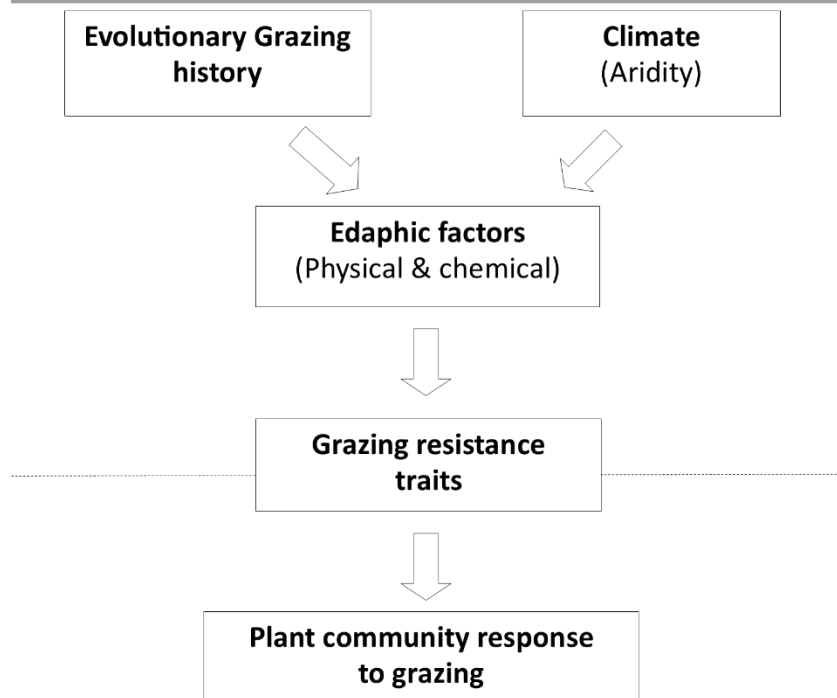 Evolutionary Grazing
history
Climate
(Aridity)
Edaphic factors
(Physical & chemical)
Grazing resistance
traits
Plant community response
to grazing